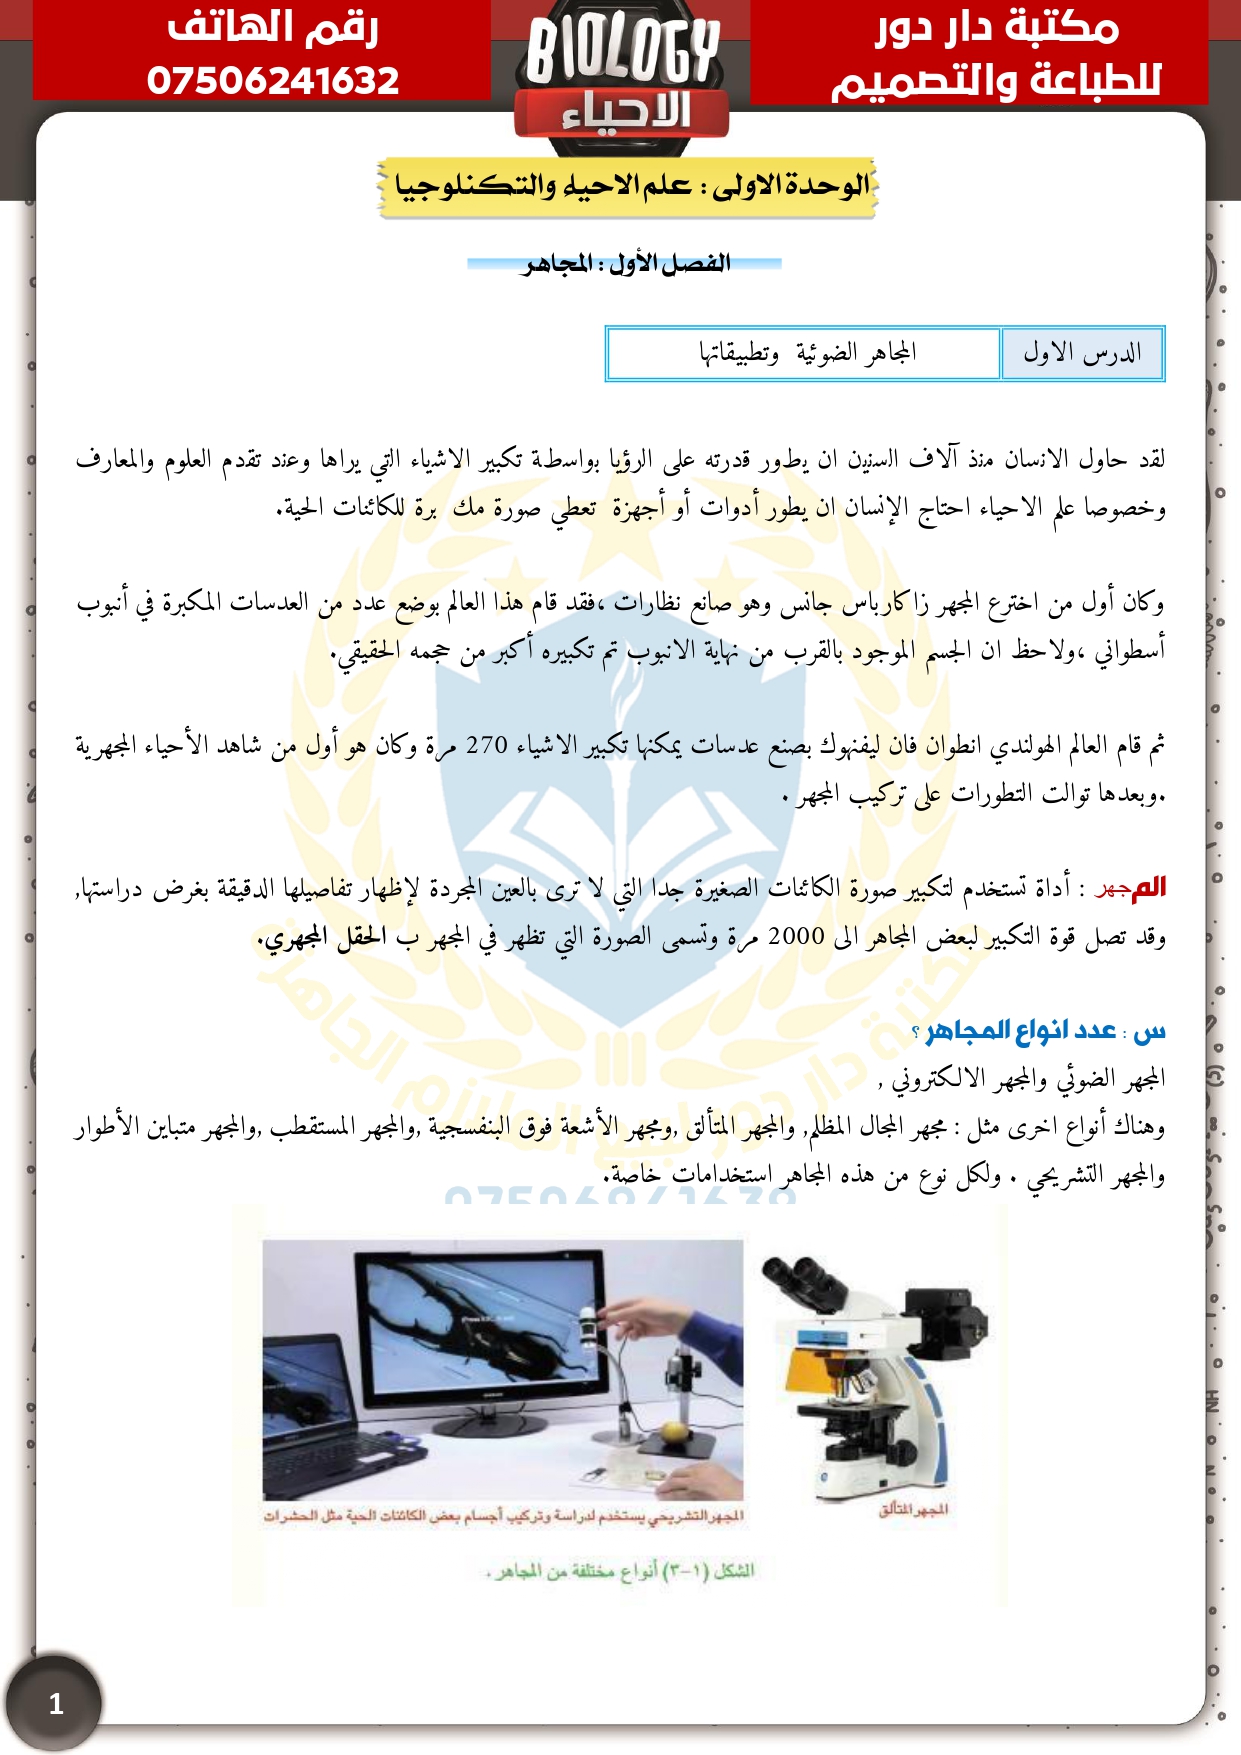 مكتبة دار دور
للطباعة والتصميم
BIOLOGY
الاحياء
رقم الهاتف
07506241632
الوحدة الاولى : علم الاحياء والتكنلوجيا
الفصل الأول : المجاهر
الدرس الاول
المجاهر الضوئية وتطبيقاتها
لقد حاول الانسان منذ آلاف السنين ان يطور قدرته على الرؤيا بواسطة تكبير الاشياء التي يراها وعند تقدم العلوم والمعارف
وخصوصا علم الاحياء احتاج الإنسان ان يطور أدوات أو أجهزة تعطي صورة مك برة للكائنات الحية.
وكان أول من اخترع المجهر زاكارباس جانس وهو صانع نظارات ،فقد قام هذا العالم بوضع عدد من العدسات المكبرة في أنبوب
أسطواني ،ولاحظ ان الجسم الموجود بالقرب من نهاية الانبوب تم تكبيره أكبر من حجمه الحقيقي.
ثم قام العالم الهولندي انطوان فان ليفنهوك بصنع عدسات يمكنها تكبير الاشياء 270 مرة وكان هو أول من شاهد الأحياء المجهرية
.وبعدها توالت التطورات على تركيب المجهر .
المجهر : أداة تستخدم لتكبير صورة الكائنات الصغيرة جدا التي لا ترى بالعين المجردة لإظهار تفاصيلها الدقيقة بغرض دراستها,
وقد تصل قوة التكبير لبعض المجاهر الى 2000 مرة وتسمى الصورة التي تظهر في المجهر ب الحقل المجهري.
س : عدد انواع المجاهر ؟
المجهر الضوئي والمجهر الالكتروني ,
وهناك أنواع اخرى مثل : مجهر المجال المظلم, والمجهر المتألق ,ومجهر الأشعة فوق البنفسجية ,والمجهر المستقطب ,والمجهر متباين الأطوار
والمجهر التشريحي . ولكل نوع من هذه المجاهر استخدامات خاصة.
مكتبة دار دور لبيع الملازم الجاهزة
07506241632
المجهر المتألق
المجهر التشريحي يستخدم لدراسة وتركيب أجسام بعض الكائنات الحية مثل الحشرات
الشكل (١-٣) أنواع مختلفة من المجاهر .
1